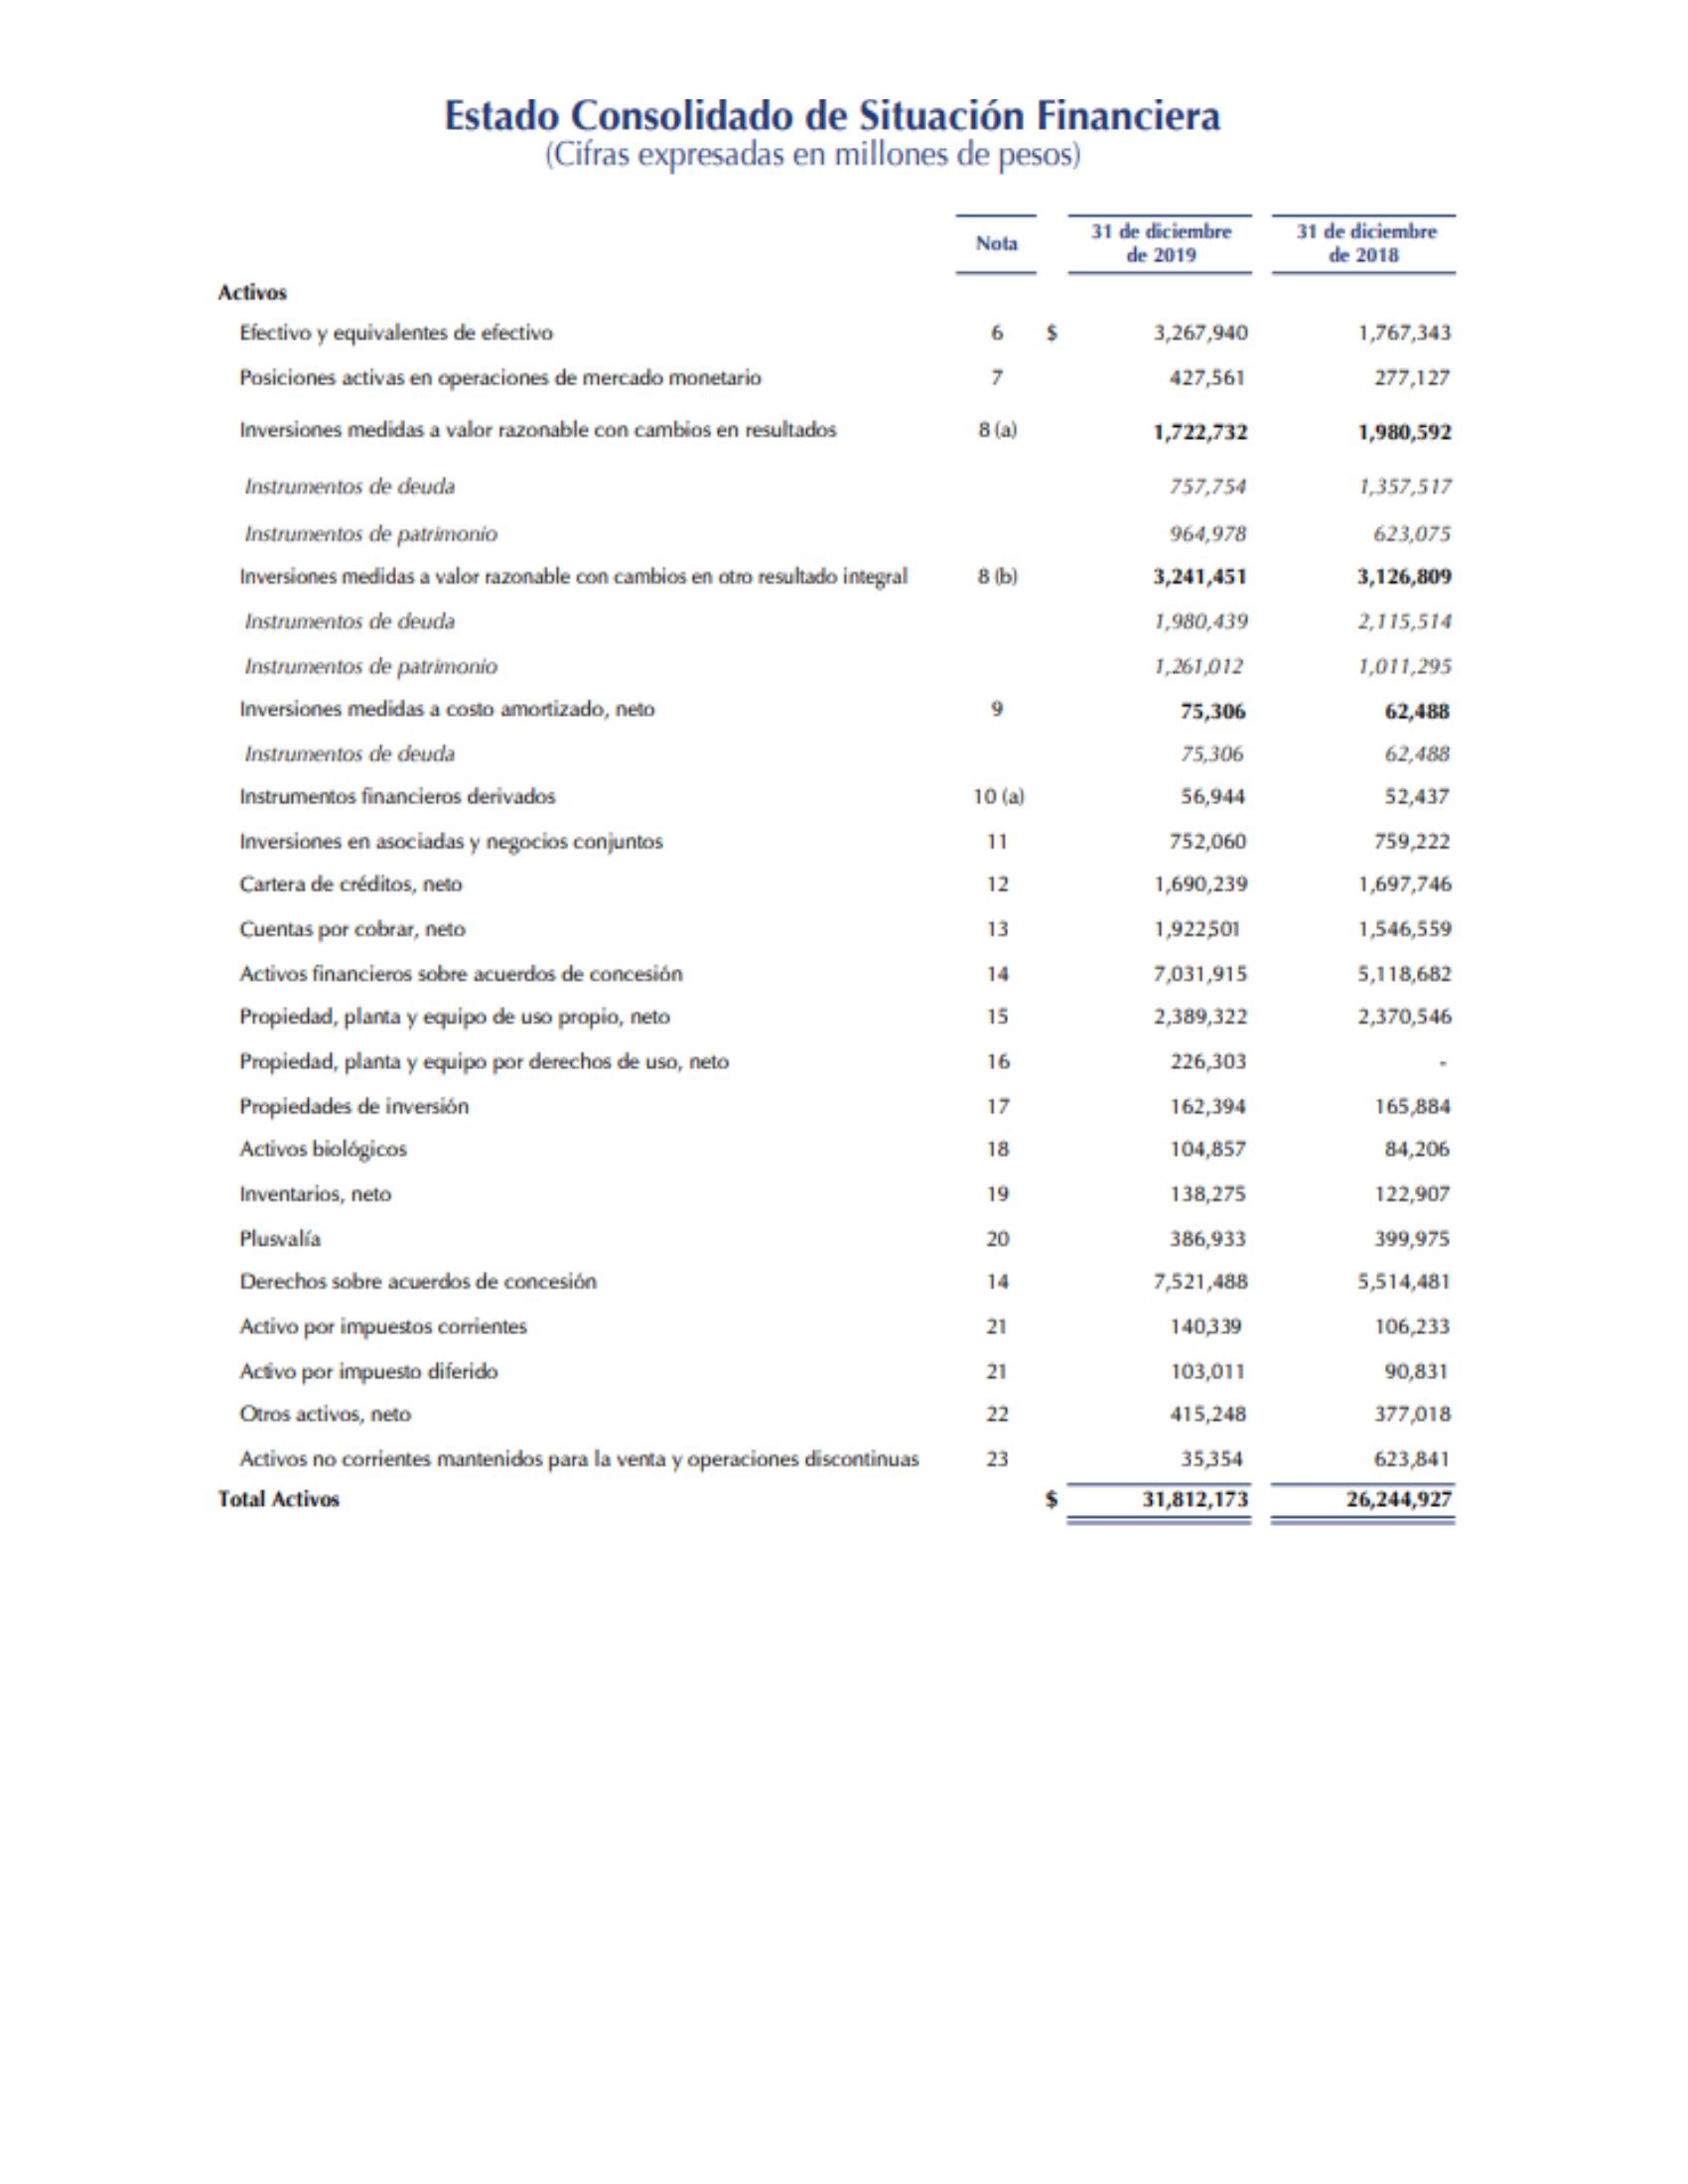 Estado Consolidado de Situación Financiera
(Cifras expresadas en millones de pesos)
Nota 31 de diciembre de 2019 31 de diciembre de 2018
Activos
Efectivo y equivalentes de efectivo 6 $ 3,267,940 1,767,343
Posiciones activas en operaciones de mercado monetario 7 427,561 277,127
Inversiones medidas a valor razonable con cambios en resultados 8 (a) 1,722,732 1,980,592
Instrumentos de deuda 757,754 1,357,517
Instrumentos de patrimonio 964,978 623,075
Inversiones medidas a valor razonable con cambios en otro resultado integral 8 (b) 3,241,451 3,126,809
Instrumentos de deuda 1,980,439 2,115,514
Instrumentos de patrimonio 1,261,012 1,011,295
Inversiones medidas a costo amortizado, neto 9 75,306 62,488
Instrumentos de deuda 75,306 62,488
Instrumentos financieros derivados 10 (a) 56,944 52,437
Inversiones en asociadas y negocios conjuntos 11 752,060 759,222
Cartera de créditos, neto 12 1,690,239 1,697,746
Cuentas por cobrar, neto 13 1,922,501 1,546,559
Activos financieros sobre acuerdos de concesión 14 7,031,915 5,118,682
Propiedad, planta y equipo de uso propio, neto 15 2,389,322 2,370,546
Propiedad, planta y equipo por derechos de uso, neto 16 226,303 -
Propiedades de inversión 17 162,394 165,884
Activos biológicos 18 104,857 84,206
Inventarios, neto 19 138,275 122,907
Plusvalía 20 386,933 399,975
Derechos sobre acuerdos de concesión 14 7,521,488 5,514,481
Activo por impuestos corrientes 21 140,339 106,233
Activo por impuesto diferido 21 103,011 90,831
Otros activos, neto 22 415,248 377,018
Activos no corrientes mantenidos para la venta y operaciones discontinuas 23 35,354 623,841
Total Activos $ 31,812,173 26,244,927